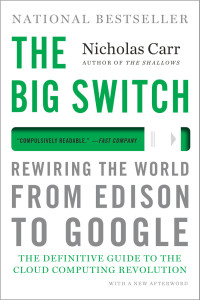 NATIONAL BESTSELLER
THE
BIG SWITCH
Nicholas Carr
AUTHOR OF THE SHALLOWS
"COMPULSIVELY READABLE." — FAST COMPANY
REWIRING THE WORLD
FROM EDISON
TO GOOGLE
THE DEFINITIVE GUIDE TO THE
CLOUD COMPUTING REVOLUTION
WITH A NEW AFTERWORD